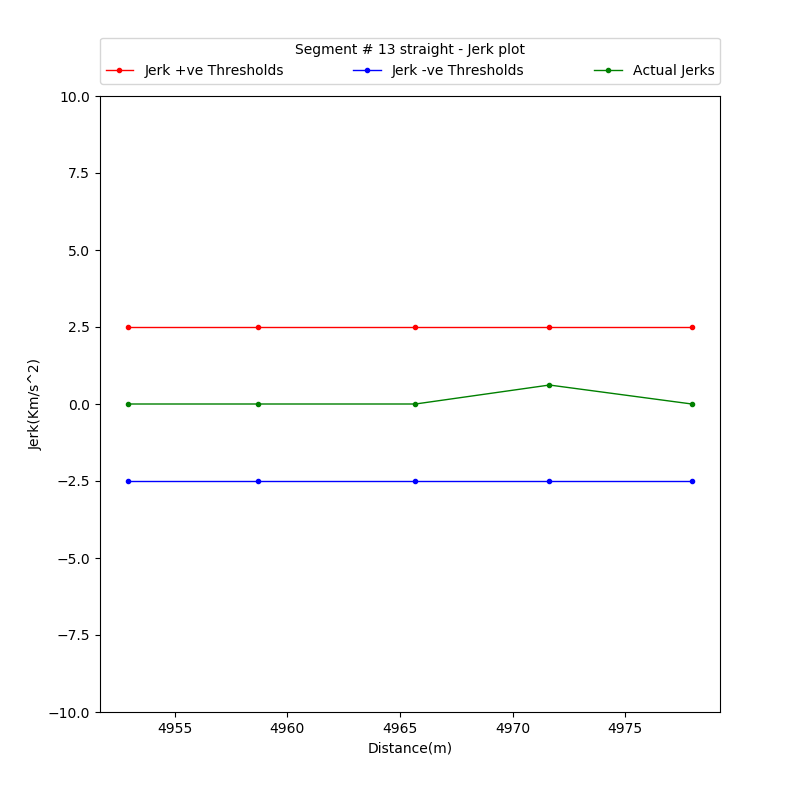 Segment # 13 straight - Jerk plot
Jerk +ve Thresholds Jerk -ve Thresholds Actual Jerks
10.0
7.5
5.0
2.5
0.0
−2.5
−5.0
−7.5
−10.0
Jerk(Km/s^2)
4955 4960 4965 4970 4975
Distance(m)